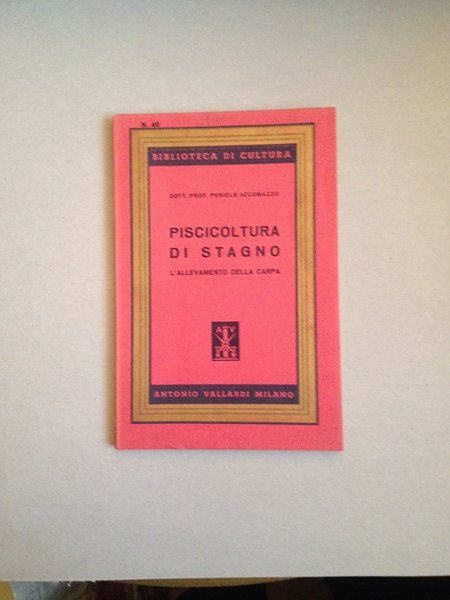 N. 40
BIBLIOTECA DI CULTURA
DOTT. PROF. PERICLE ACCOMAZZO
PISCICOLTURA
DI STAGNO
L'ALLEVAMENTO DELLA CARPA
A V
ANTONIO VALLARDI MILANO